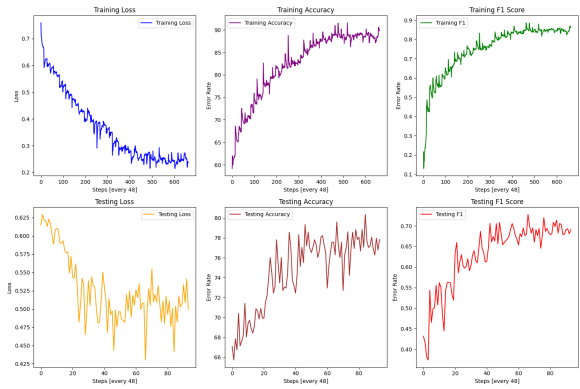 Training Loss
Training Loss
0.7
0.6
0.5
0.4
0.3
0.2
Loss
0 100 200 300 400 500 600
Steps [every 48]
Training Accuracy
Training Accuracy
90
85
80
75
70
65
60
Error Rate
0 100 200 300 400 500 600
Steps [every 48]
Training F1 Score
Training F1
0.9
0.8
0.7
0.6
0.5
0.4
0.3
0.2
0.1
Error Rate
0 100 200 300 400 500 600
Steps [every 48]
Testing Loss
Testing Loss
0.625
0.600
0.575
0.550
0.525
0.500
0.475
0.450
0.425
Loss
0 20 40 60 80
Steps [every 48]
Testing Accuracy
Testing Accuracy
80
78
76
74
72
70
68
66
Error Rate
0 20 40 60 80
Steps [every 48]
Testing F1 Score
Testing F1
0.70
0.65
0.60
0.55
0.50
0.45
0.40
Error Rate
0 20 40 60 80
Steps [every 48]